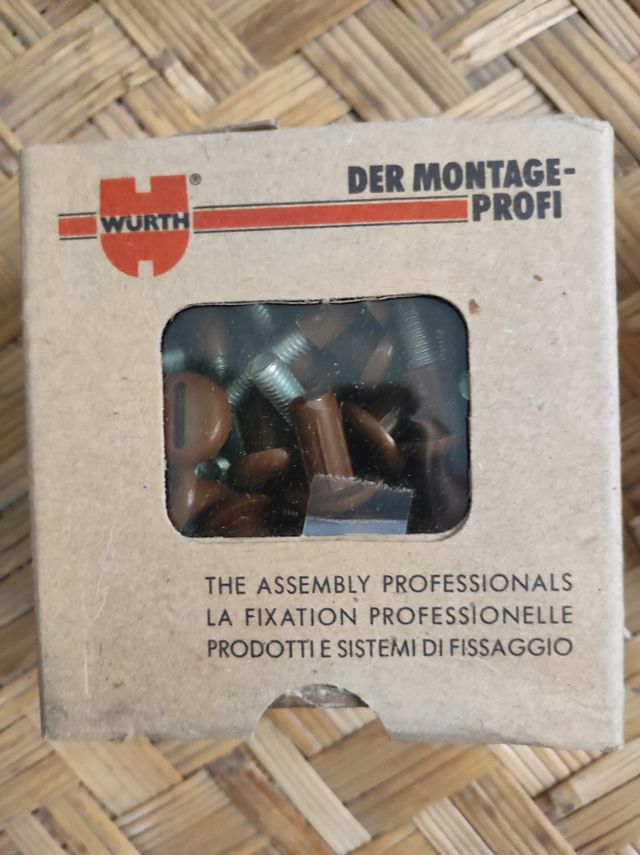 WURTH®
DER MONTAGE-
PROFI
THE ASSEMBLY PROFESSIONALS
LA FIXATION PROFESSIONELLE
PRODOTTI E SISTEMI DI FISSAGGIO